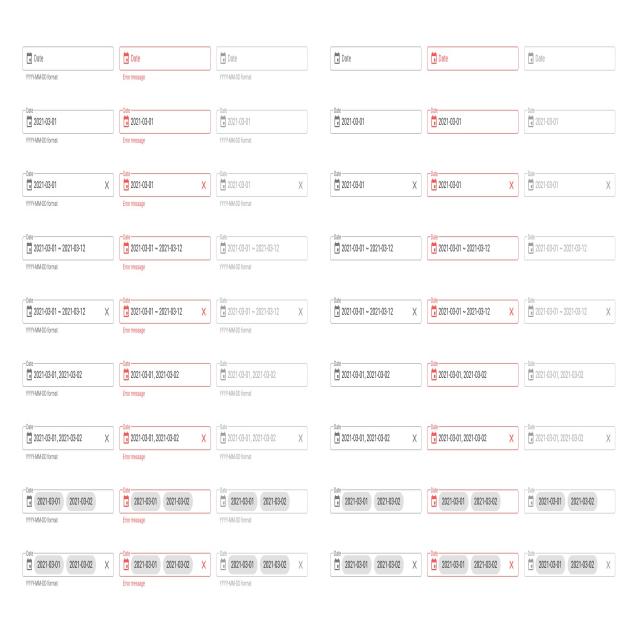 Date Date Date Date Date Date
YYYY-MM-DD format Error message YYYY-MM-DD format
Date Date Date Date Date Date
2021-03-01 2021-03-01 2021-03-01 2021-03-01 2021-03-01 2021-03-01
YYYY-MM-DD format Error message YYYY-MM-DD format
Date Date Date Date Date Date
2021-03-01 X 2021-03-01 X 2021-03-01 X 2021-03-01 X 2021-03-01 X 2021-03-01 X
YYYY-MM-DD format Error message YYYY-MM-DD format
Date Date Date Date Date Date
2021-03-01 ~ 2021-03-12 2021-03-01 ~ 2021-03-12 2021-03-01 ~ 2021-03-12 2021-03-01 ~ 2021-03-12 2021-03-01 ~ 2021-03-12 2021-03-01 ~ 2021-03-12
YYYY-MM-DD format Error message YYYY-MM-DD format
Date Date Date Date Date Date
2021-03-01 ~ 2021-03-12 X 2021-03-01 ~ 2021-03-12 X 2021-03-01 ~ 2021-03-12 X 2021-03-01 ~ 2021-03-12 X 2021-03-01 ~ 2021-03-12 X 2021-03-01 ~ 2021-03-12 X
YYYY-MM-DD format Error message YYYY-MM-DD format
Date Date Date Date Date Date
2021-03-01, 2021-03-02 2021-03-01, 2021-03-02 2021-03-01, 2021-03-02 2021-03-01, 2021-03-02 2021-03-01, 2021-03-02 2021-03-01, 2021-03-02
YYYY-MM-DD format Error message YYYY-MM-DD format
Date Date Date Date Date Date
2021-03-01, 2021-03-02 X 2021-03-01, 2021-03-02 X 2021-03-01, 2021-03-02 X 2021-03-01, 2021-03-02 X 2021-03-01, 2021-03-02 X 2021-03-01, 2021-03-02 X
YYYY-MM-DD format Error message YYYY-MM-DD format
Date Date Date Date Date Date
2021-03-01 2021-03-02 2021-03-01 2021-03-02 2021-03-01 2021-03-02 2021-03-01 2021-03-02 2021-03-01 2021-03-02 2021-03-01 2021-03-02
YYYY-MM-DD format Error message YYYY-MM-DD format
Date Date Date Date Date Date
2021-03-01 2021-03-02 X 2021-03-01 2021-03-02 X 2021-03-01 2021-03-02 X 2021-03-01 2021-03-02 X 2021-03-01 2021-03-02 X 2021-03-01 2021-03-02 X
YYYY-MM-DD format Error message YYYY-MM-DD format